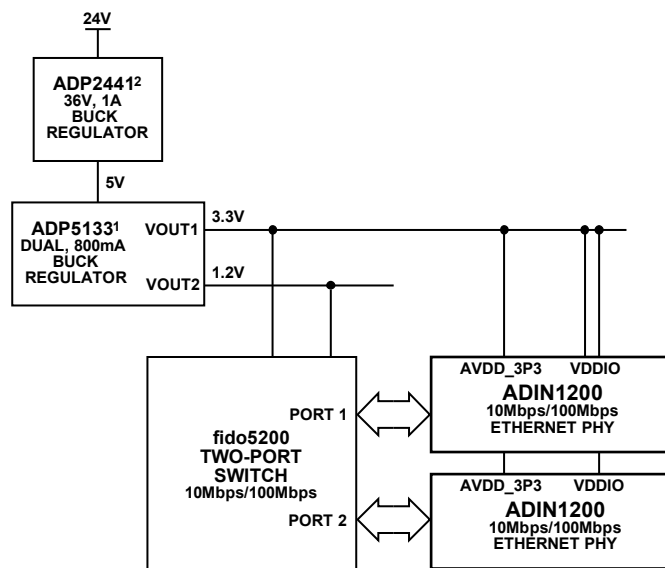 24V
ADP2441²
36V, 1A
BUCK
REGULATOR
5V
ADP5133¹
DUAL, 800mA
BUCK
REGULATOR
VOUT1
3.3V
VOUT2
1.2V
fido5200
TWO-PORT
SWITCH
10Mbps/100Mbps
PORT 1
PORT 2
AVDD_3P3 VDDIO
ADIN1200
10Mbps/100Mbps
ETHERNET PHY
AVDD_3P3 VDDIO
ADIN1200
10Mbps/100Mbps
ETHERNET PHY